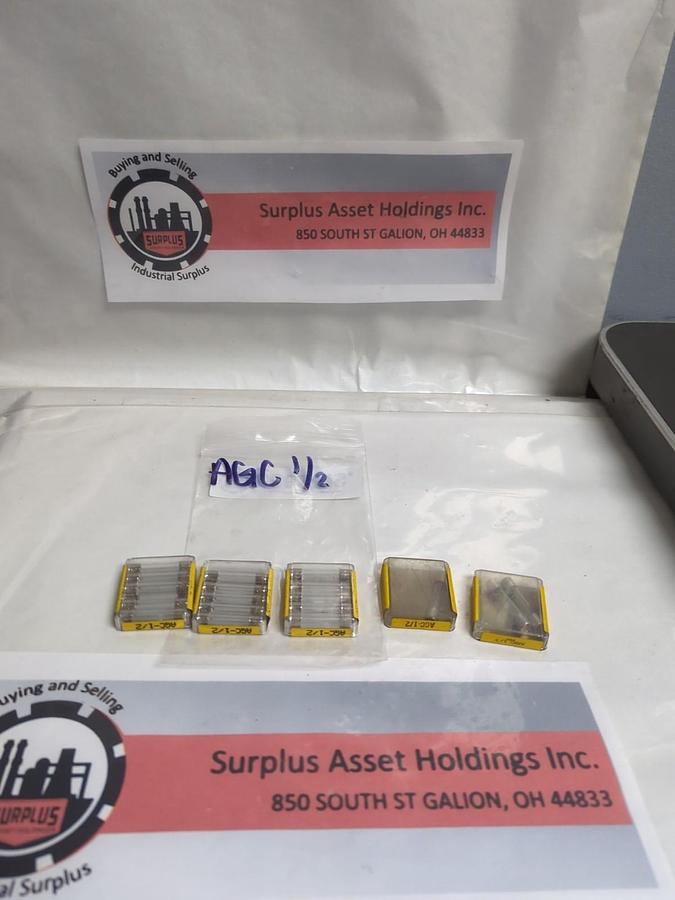 Buying and Selling
SURPLUS
Industrial Surplus
Surplus Asset Holdings Inc.
850 SOUTH ST GALION, OH 44833
AGC 1/2
AGC-1/2
AGC-1/2
AGC-1/2
AGC-1/2
uying and Selling
SURPLUS
al Surplus
Surplus Asset Holdings Inc.
850 SOUTH ST GALION, OH 44833